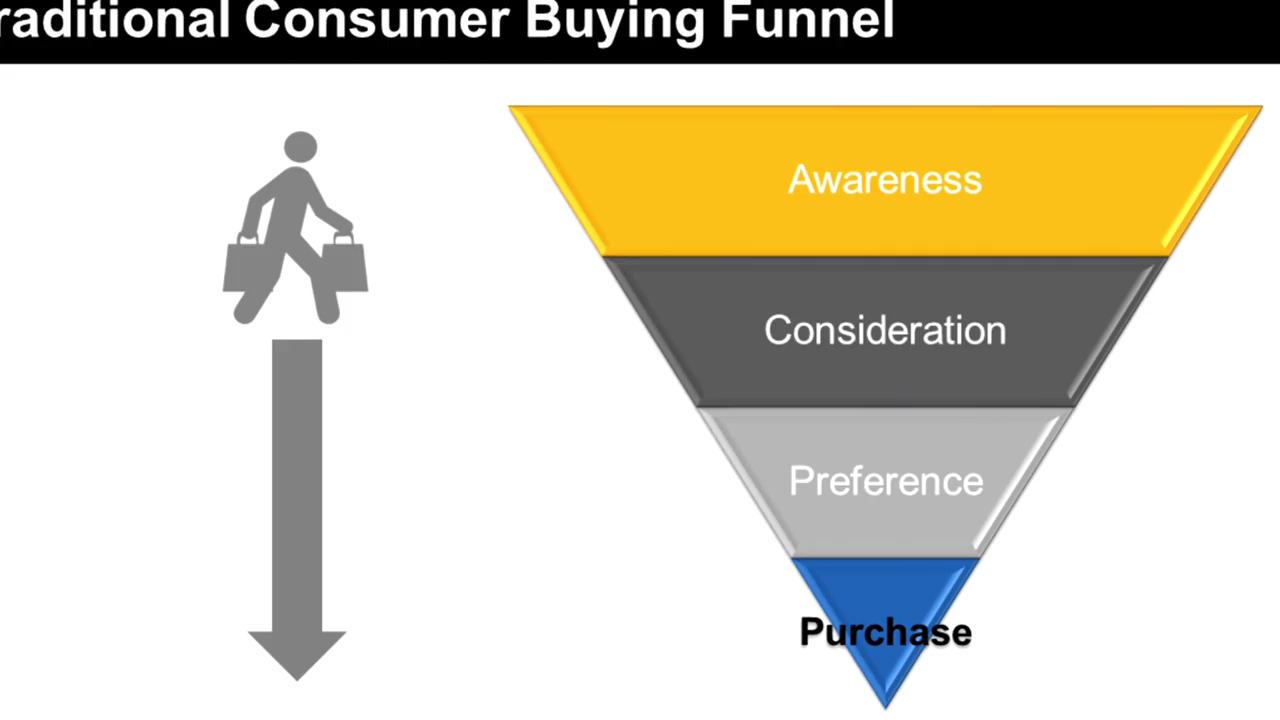 raditional Consumer Buying Funnel
Awareness
Consideration
Preference
Purchase